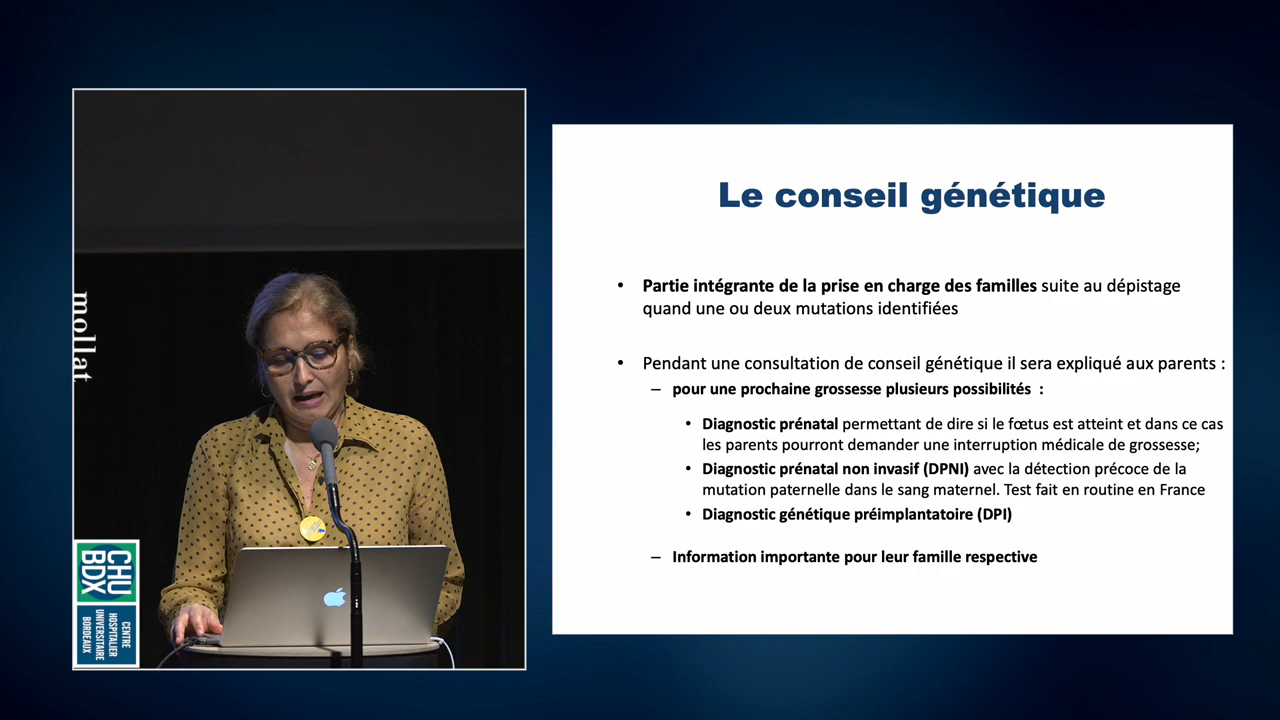 mollat
CHU
BDX
CENTRE
HOSPITALIER
UNIVERSITAIRE
BORDEAUX
Le conseil génétique
• Partie intégrante de la prise en charge des familles suite au dépistage
quand une ou deux mutations identifiées
• Pendant une consultation de conseil génétique il sera expliqué aux parents :
– pour une prochaine grossesse plusieurs possibilités :
• Diagnostic prénatal permettant de dire si le fœtus est atteint et dans ce cas
les parents pourront demander une interruption médicale de grossesse;
• Diagnostic prénatal non invasif (DPNI) avec la détection précoce de la
mutation paternelle dans le sang maternel. Test fait en routine en France
• Diagnostic génétique préimplantatoire (DPI)
– Information importante pour leur famille respective